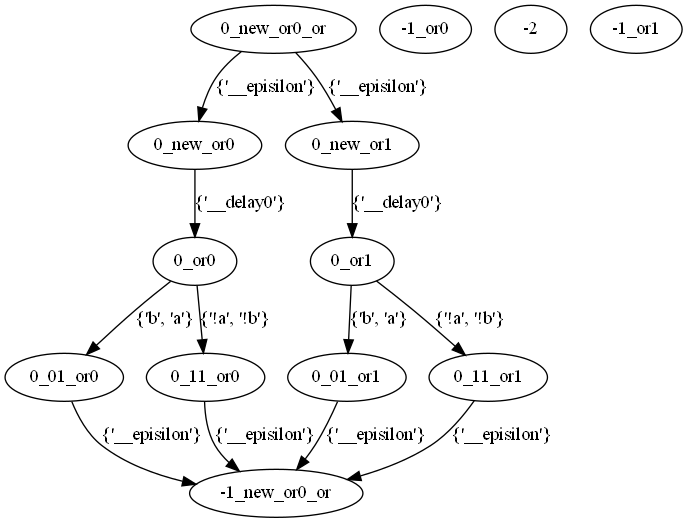 0_new_or0_or
-1_or0
-2
-1_or1
{'__episilon'}
{'__episilon'}
0_new_or0
0_new_or1
{'__delay0'}
{'__delay0'}
0_or0
0_or1
{'b', 'a'}
{'!a', '!b'}
{'b', 'a'}
{'!a', '!b'}
0_01_or0
0_11_or0
0_01_or1
0_11_or1
{'__episilon'}
{'__episilon'}
{'__episilon'}
{'__episilon'}
-1_new_or0_or